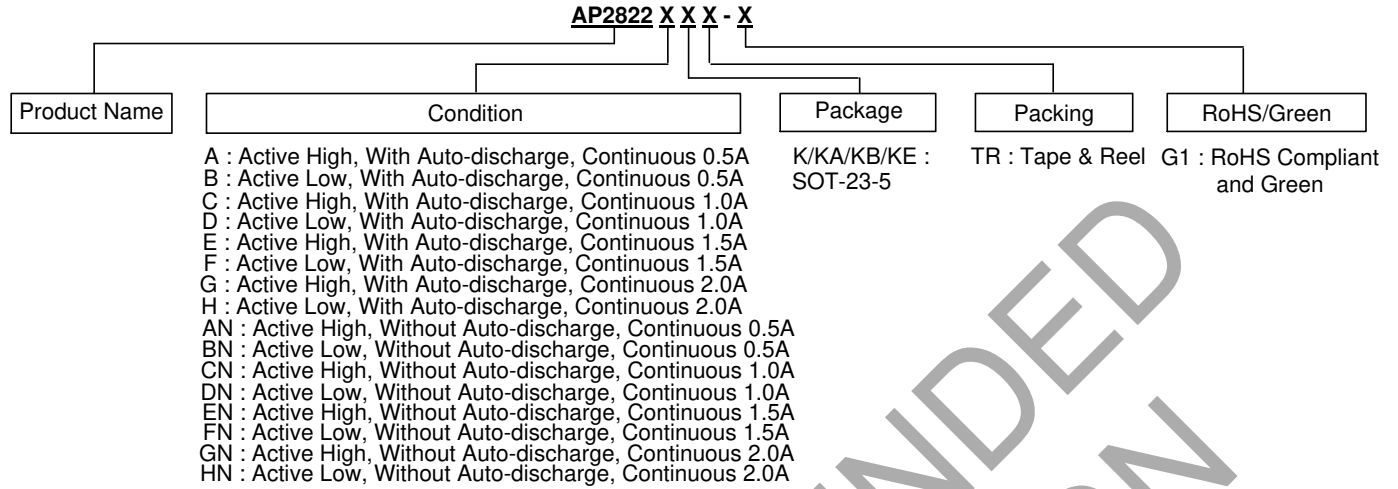 AP2822 X X X - X
Product Name
Condition
Package
Packing
RoHS/Green
A : Active High, With Auto-discharge, Continuous 0.5A
B : Active Low, With Auto-discharge, Continuous 0.5A
C : Active High, With Auto-discharge, Continuous 1.0A
D : Active Low, With Auto-discharge, Continuous 1.0A
E : Active High, With Auto-discharge, Continuous 1.5A
F : Active Low, With Auto-discharge, Continuous 1.5A
G : Active High, With Auto-discharge, Continuous 2.0A
H : Active Low, With Auto-discharge, Continuous 2.0A
AN : Active High, Without Auto-discharge, Continuous 0.5A
BN : Active Low, Without Auto-discharge, Continuous 0.5A
CN : Active High, Without Auto-discharge, Continuous 1.0A
DN : Active Low, Without Auto-discharge, Continuous 1.0A
EN : Active High, Without Auto-discharge, Continuous 1.5A
FN : Active Low, Without Auto-discharge, Continuous 1.5A
GN : Active High, Without Auto-discharge, Continuous 2.0A
HN : Active Low, Without Auto-discharge, Continuous 2.0A
K/KA/KB/KE :
SOT-23-5
TR : Tape & Reel
G1 : RoHS Compliant
and Green
NDED
N